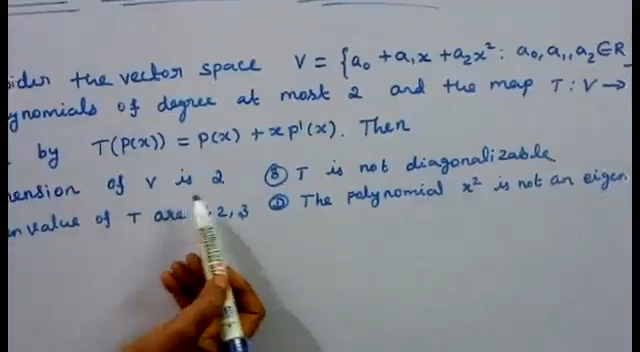 sider the vector space V = {a₀ + a₁x + a₂x² : a₀, a₁, a₂ ∈ R
ynomials of degree at most 2 and the map T : V →
by T(P(x)) = P(x) + x p'(x). Then
mension of V is 2 (B) T is not diagonalizable
en value of T are , 2, 3 (D) The polynomial x² is not an eigen